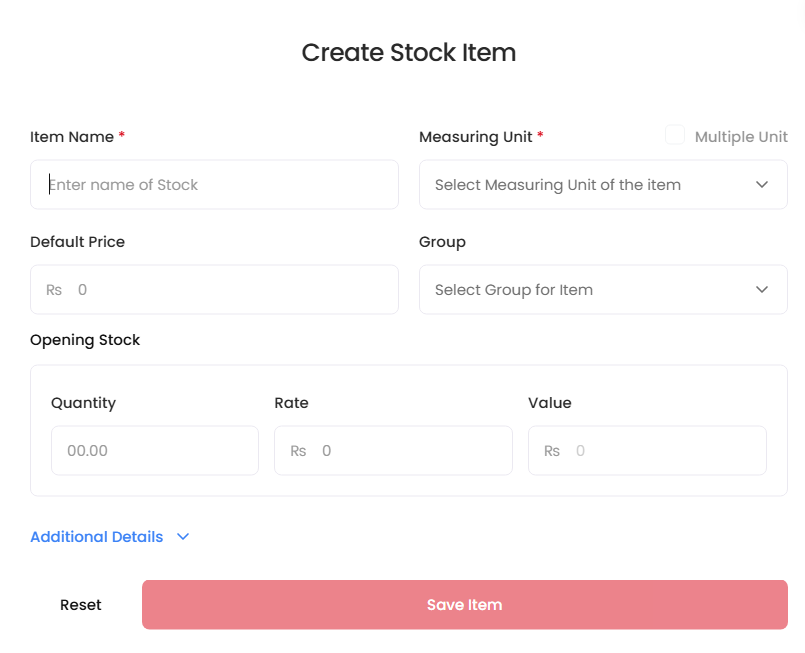 Create Stock Item
Item Name *
Measuring Unit *
Multiple Unit
Enter name of Stock
Select Measuring Unit of the item
Default Price
Group
Rs 0
Select Group for Item
Opening Stock
Quantity
Rate
Value
00.00
Rs 0
Rs 0
Additional Details
Reset
Save Item